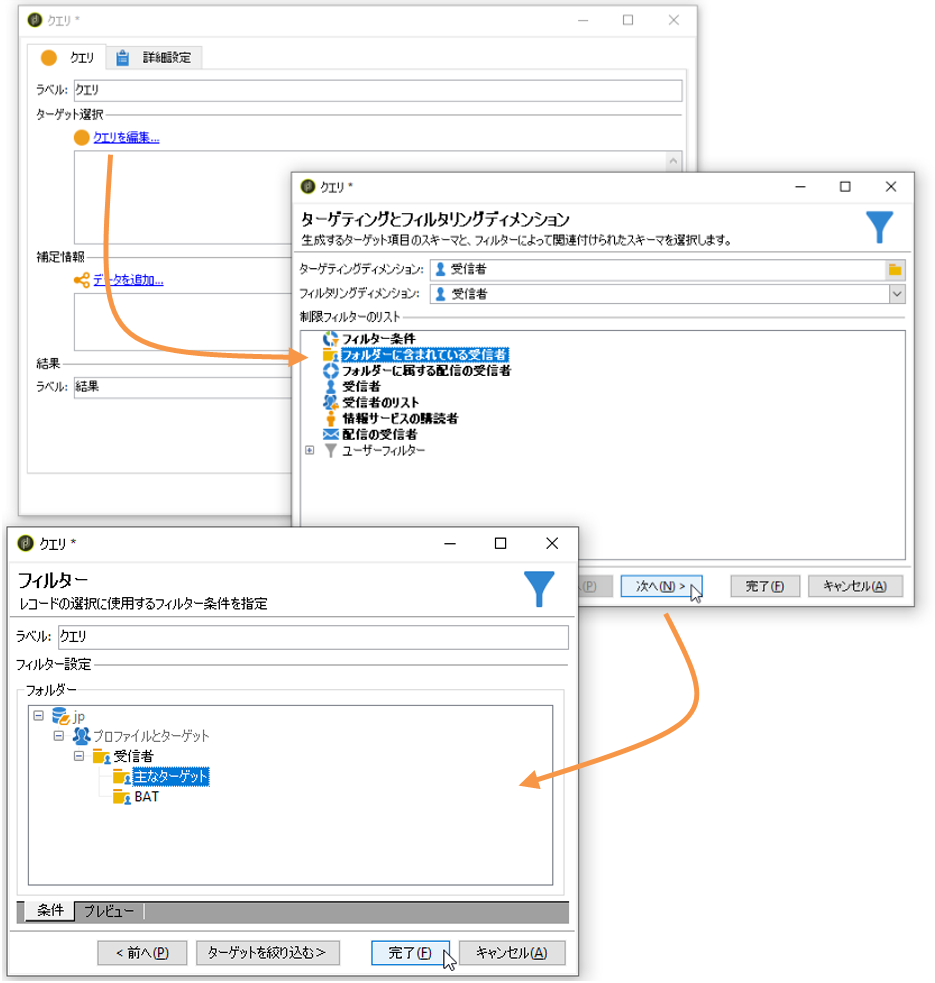 クエリ *
クエリ
詳細設定
ラベル: クエリ
ターゲット選択
クエリを編集...
補足情報
データを追加...
結果
ラベル: 結果
クエリ *
ターゲティングとフィルタリングディメンション
生成するターゲット項目のスキーマと、フィルターによって関連付けられたスキーマを選択します。
ターゲティングディメンション: 受信者
フィルタリングディメンション: 受信者
制限フィルターのリスト
フィルター条件
フォルダーに含まれている受信者
フォルダーに属する配信の受信者
受信者
受信者のリスト
情報サービスの購読者
配信の受信者
ユーザーフィルター
(P) 次へ(N) > 完了(F) キャンセル(A)
クエリ *
フィルター
レコードの選択に使用するフィルター条件を指定
ラベル: クエリ
フィルター設定
フォルダー
jp
プロファイルとターゲット
受信者
主なターゲット
BAT
条件 プレビュー
< 前へ(P) ターゲットを絞り込む > 完了(F) キャンセル(A)